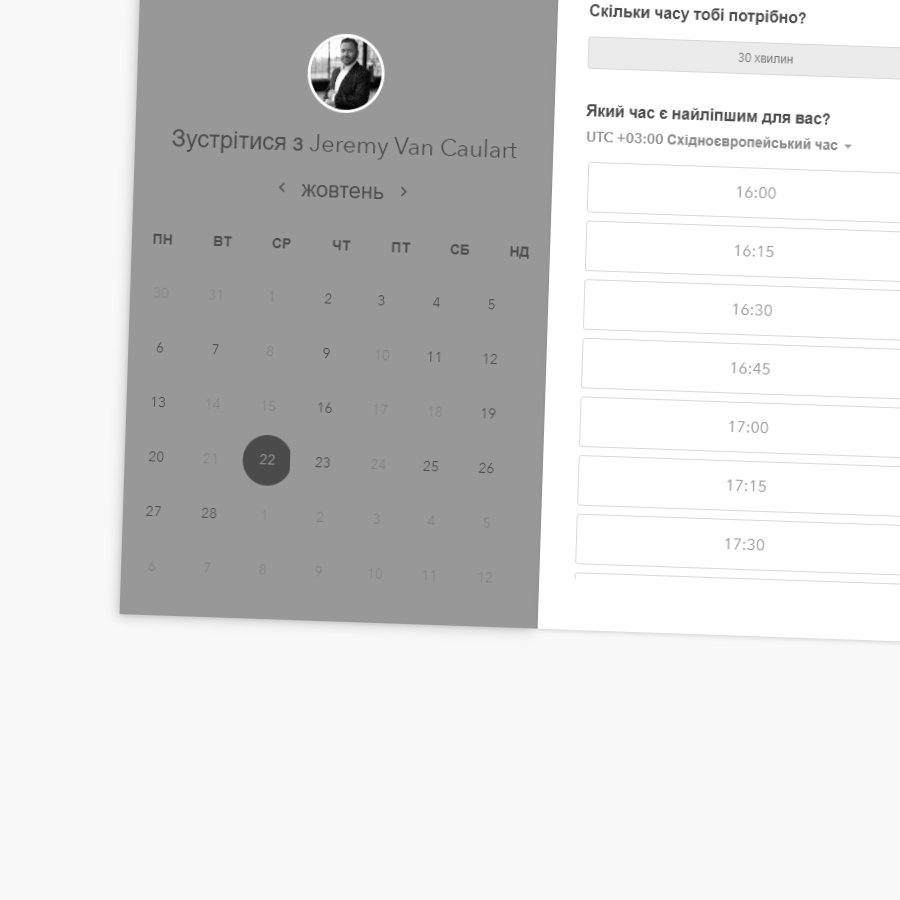 Зустрітися з Jeremy Van Caulart
‹ жовтень ›
ПН ВТ СР ЧТ ПТ СБ НД
30 31 1 2 3 4 5
6 7 8 9 10 11 12
13 14 15 16 17 18 19
20 21 22 23 24 25 26
27 28 1 2 3 4 5
6 7 8 9 10 11 12
Скільки часу тобі потрібно?
30 хвилин
Який час є найліпшим для вас?
UTC +03:00 Східноєвропейський час
16:00
16:15
16:30
16:45
17:00
17:15
17:30